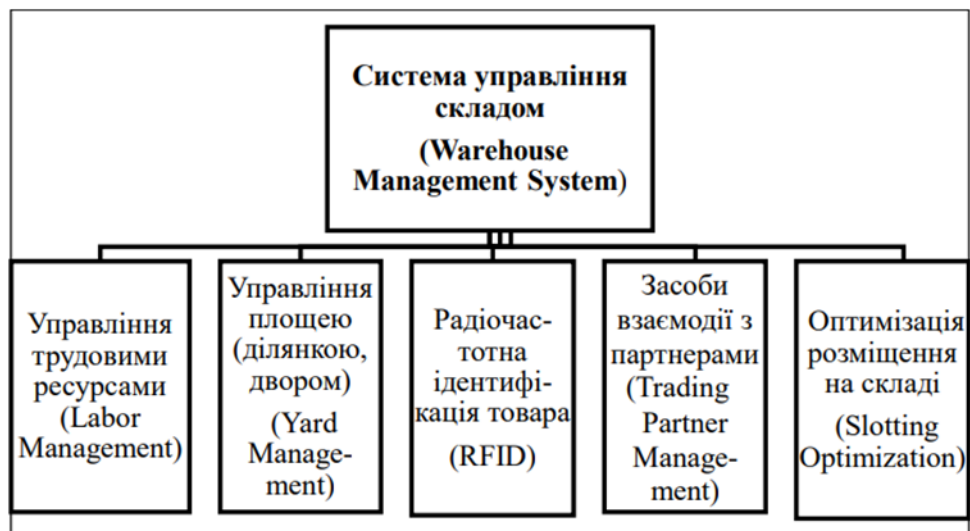 Система управління
складом
(Warehouse
Management System)
Управління
трудовими
ресурсами
(Labor
Management)
Управління
площею
(ділянкою,
двором)
(Yard
Manage-
ment)
Радіочас-
тотна
ідентифі-
кація товара
(RFID)
Засоби
взаємодії з
партнерами
(Trading
Partner
Manage-
ment)
Оптимізація
розміщення
на складі
(Slotting
Optimization)